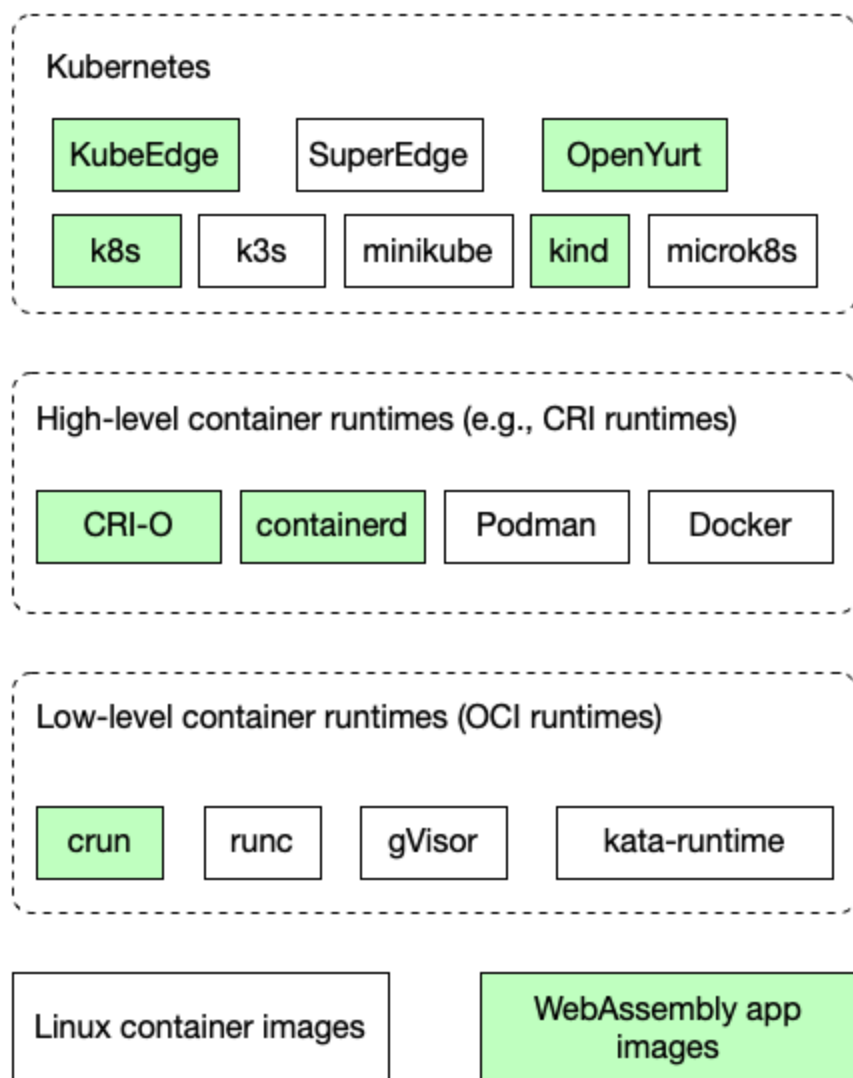 Kubernetes
KubeEdge SuperEdge OpenYurt
k8s k3s minikube kind microk8s
High-level container runtimes (e.g., CRI runtimes)
CRI-O containerd Podman Docker
Low-level container runtimes (OCI runtimes)
crun runc gVisor kata-runtime
Linux container images
WebAssembly app
images